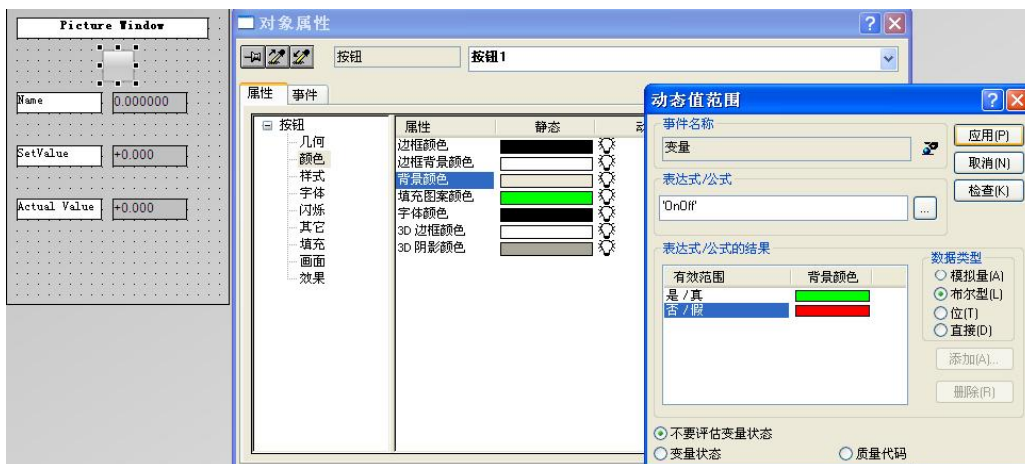 Picture Window
Name
0.000000
SetValue
+0.000
Actual Value
+0.000
对象属性
按钮
按钮1
属性
事件
按钮
几何
颜色
样式
字体
闪烁
其它
填充
画面
效果
属性
静态
边框颜色
边框背景颜色
背景颜色
填充图案颜色
字体颜色
3D 边框颜色
3D 阴影颜色
动态值范围
事件名称
变量
应用(P)
取消(N)
检查(K)
表达式/公式
'OnOff'
...
表达式/公式的结果
有效范围
背景颜色
是 / 真
否 / 假
数据类型
模拟量(A)
布尔型(L)
位(T)
直接(D)
添加(A)...
删除(R)
不要评估变量状态
变量状态
质量代码